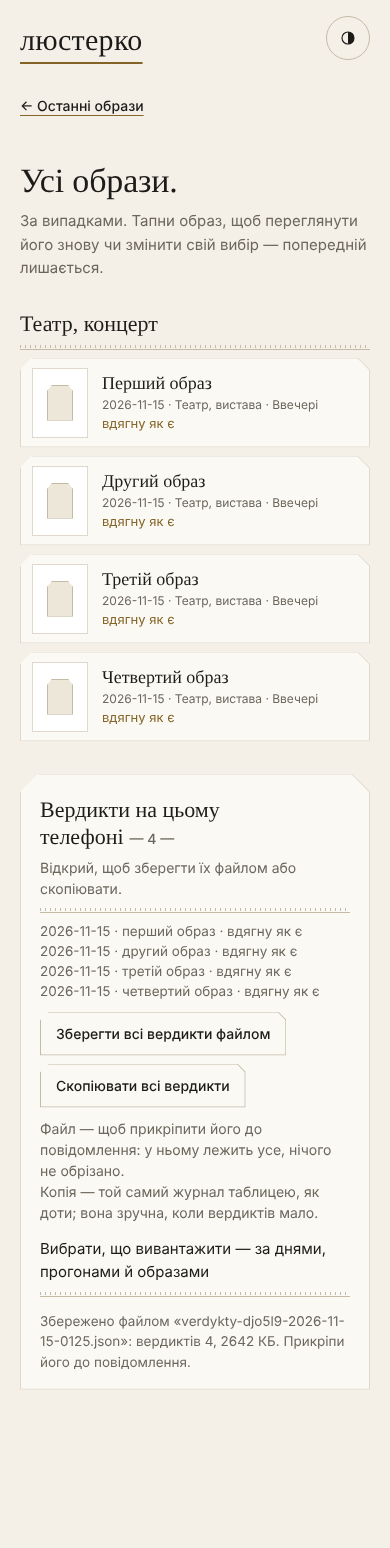 люстерко
← Останні образи
Усі образи.
За випадками. Тапни образ, щоб переглянути
його знову чи змінити свій вибір — попередній
лишається.
Театр, концерт
Перший образ
2026-11-15 · Театр, вистава · Ввечері
вдягну як є
Другий образ
2026-11-15 · Театр, вистава · Ввечері
вдягну як є
Третій образ
2026-11-15 · Театр, вистава · Ввечері
вдягну як є
Четвертий образ
2026-11-15 · Театр, вистава · Ввечері
вдягну як є
Вердикти на цьому
телефоні — 4 —
Відкрий, щоб зберегти їх файлом або
скопіювати.
2026-11-15 · перший образ · вдягну як є
2026-11-15 · другий образ · вдягну як є
2026-11-15 · третій образ · вдягну як є
2026-11-15 · четвертий образ · вдягну як є
Зберегти всі вердикти файлом
Скопіювати всі вердикти
Файл — щоб прикріпити його до
повідомлення: у ньому лежить усе, нічого
не обрізано.
Копія — той самий журнал таблицею, як
доти; вона зручна, коли вердиктів мало.
Вибрати, що вивантажити — за днями,
прогонами й образами
Збережено файлом «verdykty-djo5l9-2026-11-
15-0125.json»: вердиктів 4, 2642 КБ. Прикріпи
його до повідомлення.